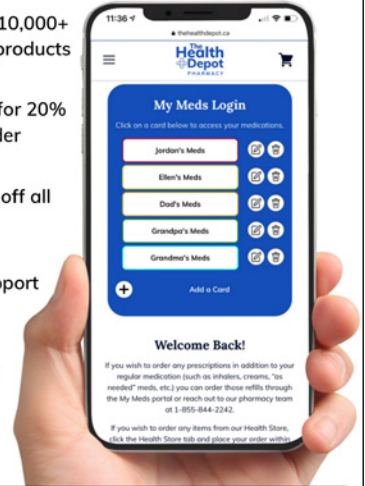 10,000+
products
for 20%
der
off all
port
11:36
thehealthdepot.ca
The
Health
Depot
PHARMACY
My Meds Login
Click on a card below to access your medications.
Jordan's Meds
Ellen's Meds
Dad's Meds
Grandpa's Meds
Grandma's Meds
Add a Card
Welcome Back!
If you wish to order any prescriptions in addition to your
regular medication (such as inhalers, creams, "as
needed" meds, etc.) you can order those refills through
the My Meds portal or reach out to our pharmacy team
at 1-855-844-2242.
If you wish to order any items from our Health Store,
click the Health Store tab and place your order within